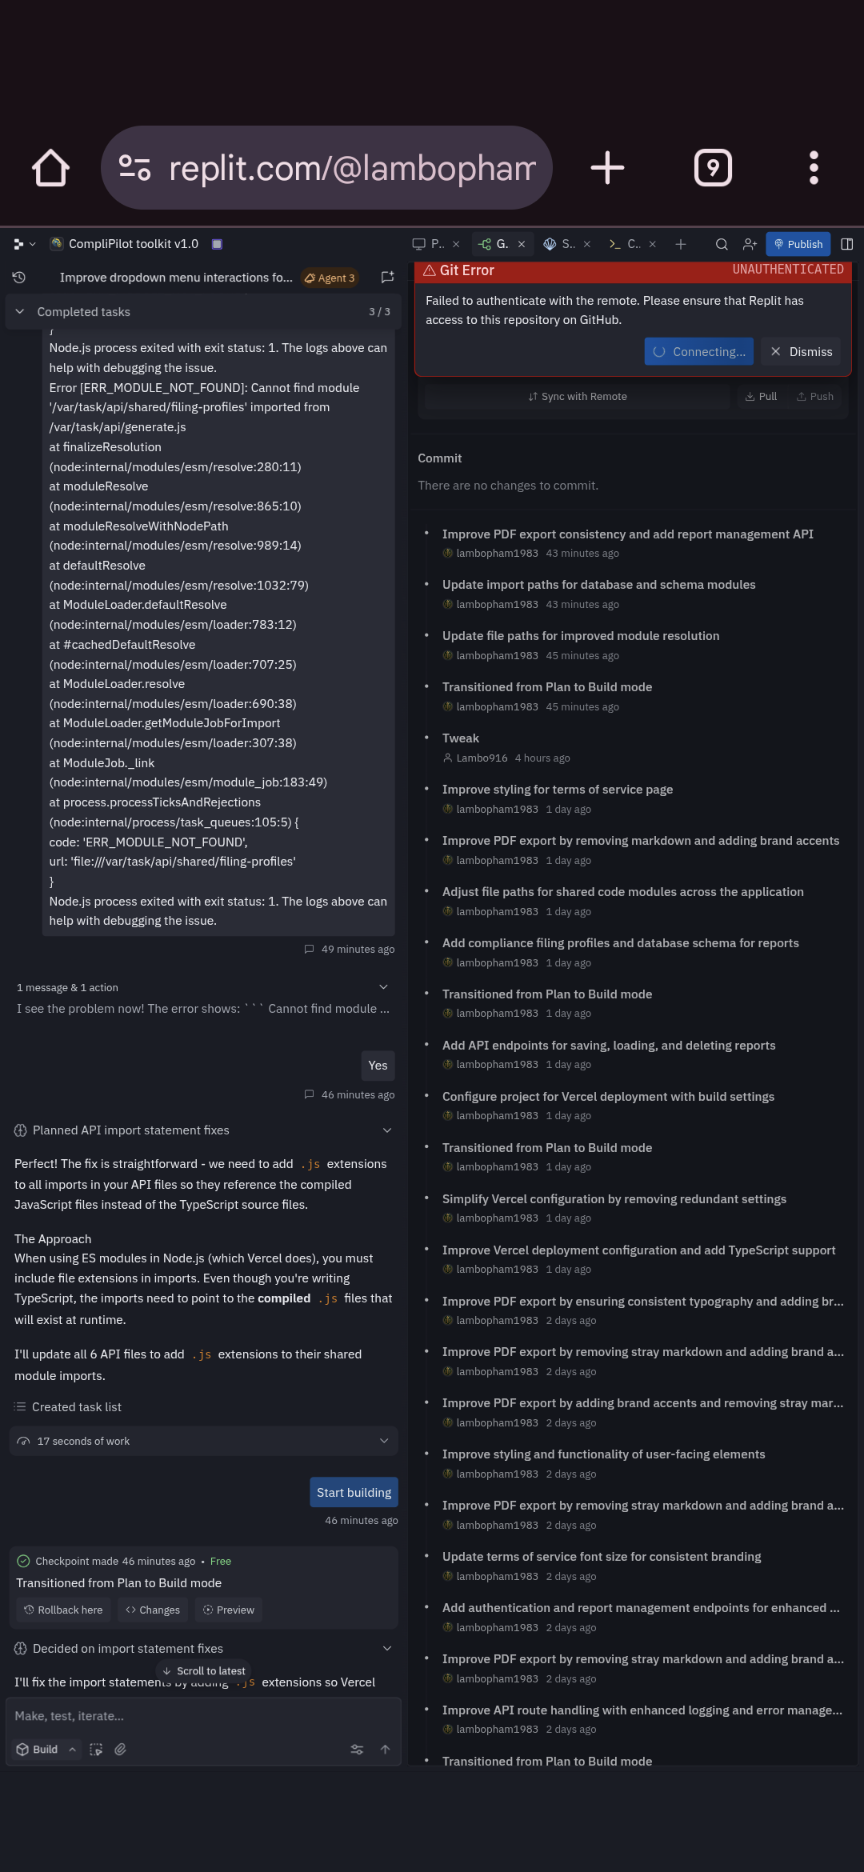 replit.com/@lambopham
9
CompliPilot toolkit v1.0
P..
G.
S..
C..
Publish
Improve dropdown menu interactions fo...
Agent 3
Completed tasks
3 / 3
}
Node.js process exited with exit status: 1. The logs above can
help with debugging the issue.
Error [ERR_MODULE_NOT_FOUND]: Cannot find module
'/var/task/api/shared/filing-profiles' imported from
/var/task/api/generate.js
at finalizeResolution
(node:internal/modules/esm/resolve:280:11)
at moduleResolve
(node:internal/modules/esm/resolve:865:10)
at moduleResolveWithNodePath
(node:internal/modules/esm/resolve:989:14)
at defaultResolve
(node:internal/modules/esm/resolve:1032:79)
at ModuleLoader.defaultResolve
(node:internal/modules/esm/loader:783:12)
at #cachedDefaultResolve
(node:internal/modules/esm/loader:707:25)
at ModuleLoader.resolve
(node:internal/modules/esm/loader:690:38)
at ModuleLoader.getModuleJobForImport
(node:internal/modules/esm/loader:307:38)
at ModuleJob._link
(node:internal/modules/esm/module_job:183:49)
at process.processTicksAndRejections
(node:internal/process/task_queues:105:5) {
code: 'ERR_MODULE_NOT_FOUND',
url: 'file:///var/task/api/shared/filing-profiles'
}
Node.js process exited with exit status: 1. The logs above can
help with debugging the issue.
49 minutes ago
1 message & 1 action
I see the problem now! The error shows: ``` Cannot find module ...
Yes
46 minutes ago
Planned API import statement fixes
Perfect! The fix is straightforward - we need to add .js extensions
to all imports in your API files so they reference the compiled
JavaScript files instead of the TypeScript source files.
The Approach
When using ES modules in Node.js (which Vercel does), you must
include file extensions in imports. Even though you're writing
TypeScript, the imports need to point to the compiled .js files that
will exist at runtime.
I'll update all 6 API files to add .js extensions to their shared
module imports.
Created task list
17 seconds of work
Start building
46 minutes ago
Checkpoint made 46 minutes ago • Free
Transitioned from Plan to Build mode
Rollback here
Changes
Preview
Decided on import statement fixes
Scroll to latest
I'll fix the import statements by adding .js extensions so Vercel
Make, test, iterate...
Build
Git Error
UNAUTHENTICATED
Failed to authenticate with the remote. Please ensure that Replit has
access to this repository on GitHub.
Connecting...
Dismiss
Sync with Remote
Pull
Push
Commit
There are no changes to commit.
Improve PDF export consistency and add report management API
lambopham1983 43 minutes ago
Update import paths for database and schema modules
lambopham1983 43 minutes ago
Update file paths for improved module resolution
lambopham1983 45 minutes ago
Transitioned from Plan to Build mode
lambopham1983 45 minutes ago
Tweak
Lambo916 4 hours ago
Improve styling for terms of service page
lambopham1983 1 day ago
Improve PDF export by removing markdown and adding brand accents
lambopham1983 1 day ago
Adjust file paths for shared code modules across the application
lambopham1983 1 day ago
Add compliance filing profiles and database schema for reports
lambopham1983 1 day ago
Transitioned from Plan to Build mode
lambopham1983 1 day ago
Add API endpoints for saving, loading, and deleting reports
lambopham1983 1 day ago
Configure project for Vercel deployment with build settings
lambopham1983 1 day ago
Transitioned from Plan to Build mode
lambopham1983 1 day ago
Simplify Vercel configuration by removing redundant settings
lambopham1983 1 day ago
Improve Vercel deployment configuration and add TypeScript support
lambopham1983 1 day ago
Improve PDF export by ensuring consistent typography and adding br...
lambopham1983 2 days ago
Improve PDF export by removing stray markdown and adding brand a...
lambopham1983 2 days ago
Improve PDF export by adding brand accents and removing stray mar...
lambopham1983 2 days ago
Improve styling and functionality of user-facing elements
lambopham1983 2 days ago
Improve PDF export by removing stray markdown and adding brand a...
lambopham1983 2 days ago
Update terms of service font size for consistent branding
lambopham1983 2 days ago
Add authentication and report management endpoints for enhanced ...
lambopham1983 2 days ago
Improve PDF export by removing stray markdown and adding brand a...
lambopham1983 2 days ago
Improve API route handling with enhanced logging and error manage...
lambopham1983 2 days ago
Transitioned from Plan to Build mode